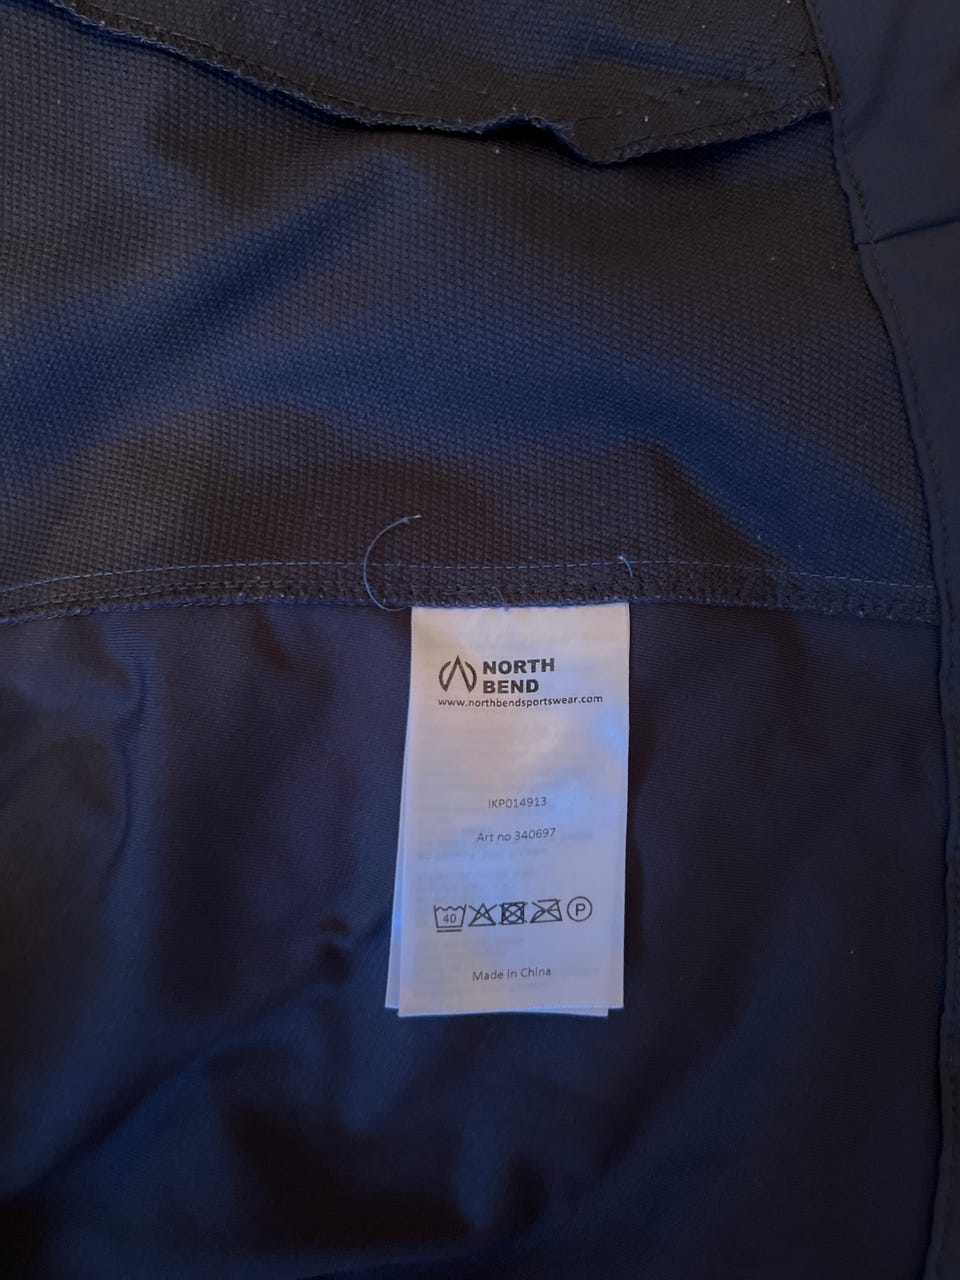 NORTH
BEND
www.northbendsportswear.com
IKP014913
Art no 340697
40
P
Made in China